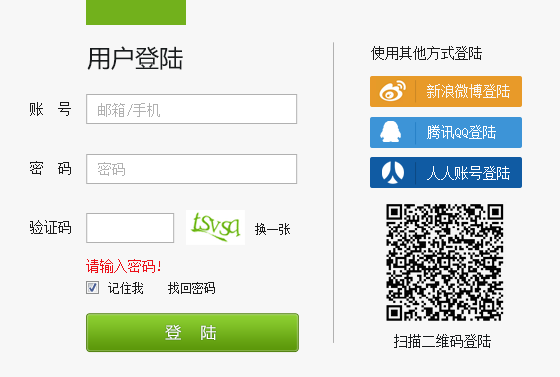 用户登陆
账 号
邮箱/手机
密 码
密码
验证码
tsvsq
换一张
请输入密码！
记住我
找回密码
登 陆
使用其他方式登陆
新浪微博登陆
腾讯QQ登陆
人人账号登陆
扫描二维码登陆